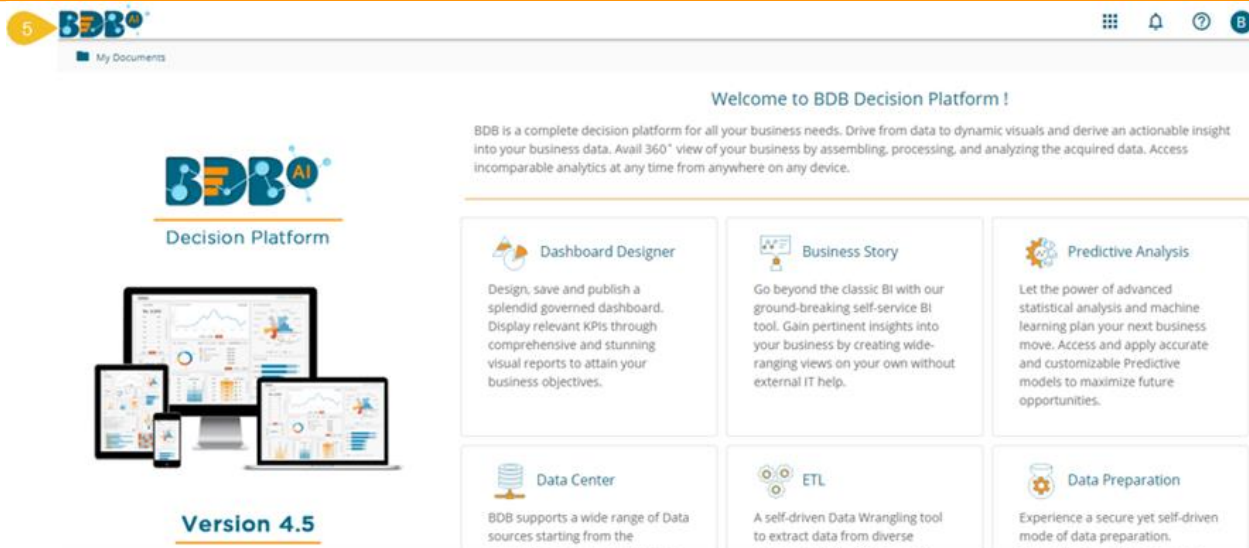 5
BDB AI
B
My Documents
Welcome to BDB Decision Platform !
BDB is a complete decision platform for all your business needs. Drive from data to dynamic visuals and derive an actionable insight
into your business data. Avail 360˚ view of your business by assembling, processing, and analyzing the acquired data. Access
incomparable analytics at any time from anywhere on any device.
BDB AI
Decision Platform
Version 4.5
Dashboard Designer
Design, save and publish a
splendid governed dashboard.
Display relevant KPIs through
comprehensive and stunning
visual reports to attain your
business objectives.
Business Story
Go beyond the classic BI with our
ground-breaking self-service BI
tool. Gain pertinent insights into
your business by creating wide-
ranging views on your own without
external IT help.
Predictive Analysis
Let the power of advanced
statistical analysis and machine
learning plan your next business
move. Access and apply accurate
and customizable Predictive
models to maximize future
opportunities.
Data Center
BDB supports a wide range of Data
sources starting from the
ETL
A self-driven Data Wrangling tool
to extract data from diverse
Data Preparation
Experience a secure yet self-driven
mode of data preparation.